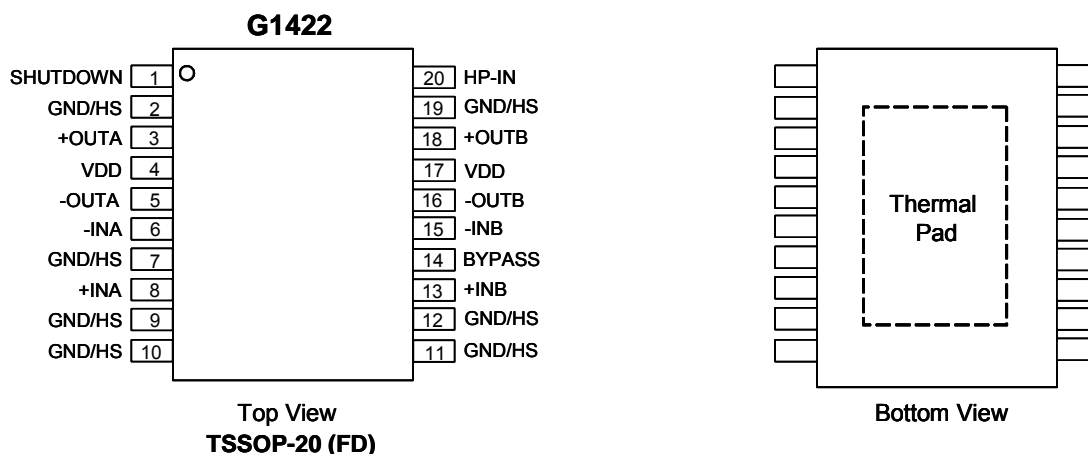 G1422
SHUTDOWN 1 20 HP-IN
GND/HS 2 19 GND/HS
+OUTA 3 18 +OUTB
VDD 4 17 VDD
-OUTA 5 16 -OUTB
-INA 6 15 -INB
GND/HS 7 14 BYPASS
+INA 8 13 +INB
GND/HS 9 12 GND/HS
GND/HS 10 11 GND/HS
Top View
TSSOP-20 (FD)
Thermal
Pad
Bottom View